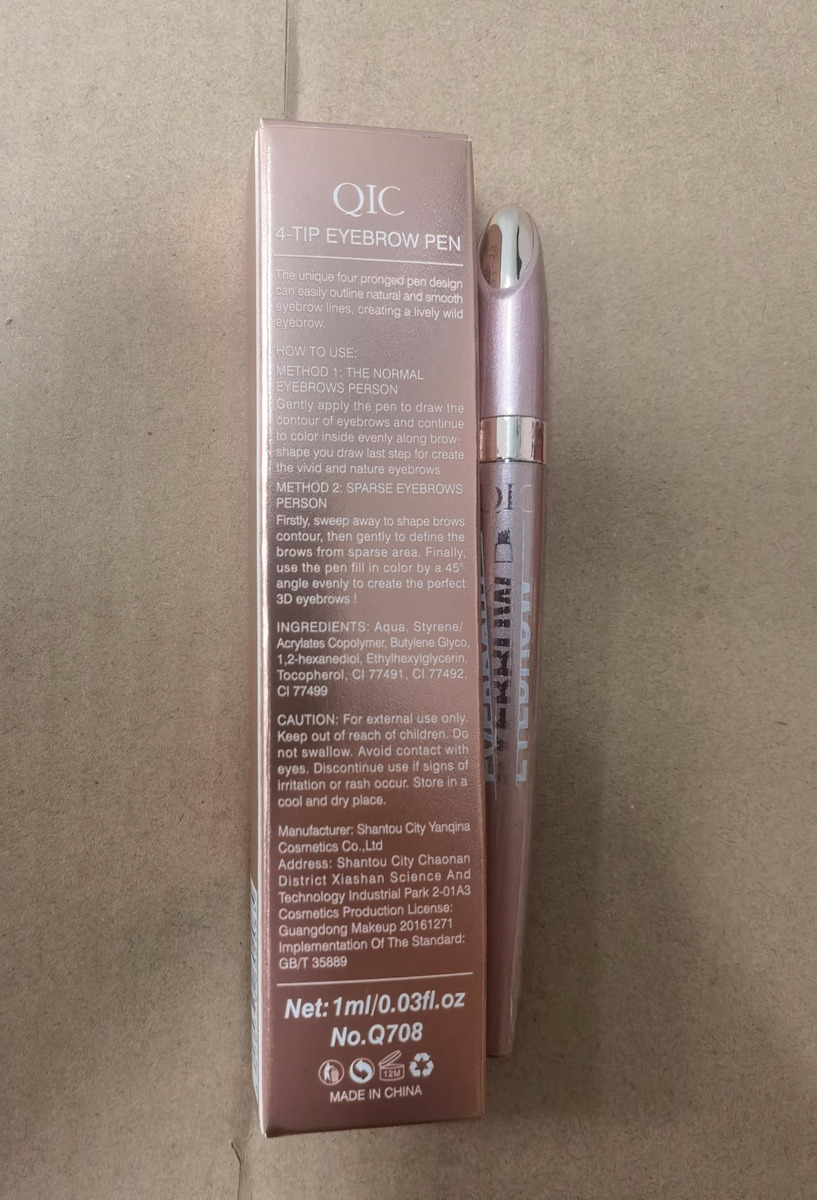 QIC
4-TIP EYEBROW PEN
The unique four pronged pen design
can easily outline natural and smooth
eyebrow lines, creating a lively wild
eyebrow.
HOW TO USE:
METHOD 1: THE NORMAL
EYEBROWS PERSON
Gently apply the pen to draw the
contour of eyebrows and continue
to color inside evenly along brow-
shape you draw last step for create
the vivid and nature eyebrows
METHOD 2: SPARSE EYEBROWS
PERSON
Firstly, sweep away to shape brows
contour, then gently to define the
brows from sparse area. Finally,
use the pen fill in color by a 45°
angle evenly to create the perfect
3D eyebrows !
INGREDIENTS: Aqua, Styrene/
Acrylates Copolymer, Butylene Glyco,
1,2-hexanediol, Ethylhexylglycerin,
Tocopherol, CI 77491, CI 77492,
CI 77499
CAUTION: For external use only.
Keep out of reach of children. Do
not swallow. Avoid contact with
eyes. Discontinue use if signs of
irritation or rash occur. Store in a
cool and dry place.
Manufacturer: Shantou City Yanqina
Cosmetics Co.,Ltd
Address: Shantou City Chaonan
District Xiashan Science And
Technology Industrial Park 2-01A3
Cosmetics Production License:
Guangdong Makeup 20161271
Implementation Of The Standard:
GB/T 35889
Net:1ml/0.03fl.oz
No.Q708
12M
MADE IN CHINA
EYEBROW